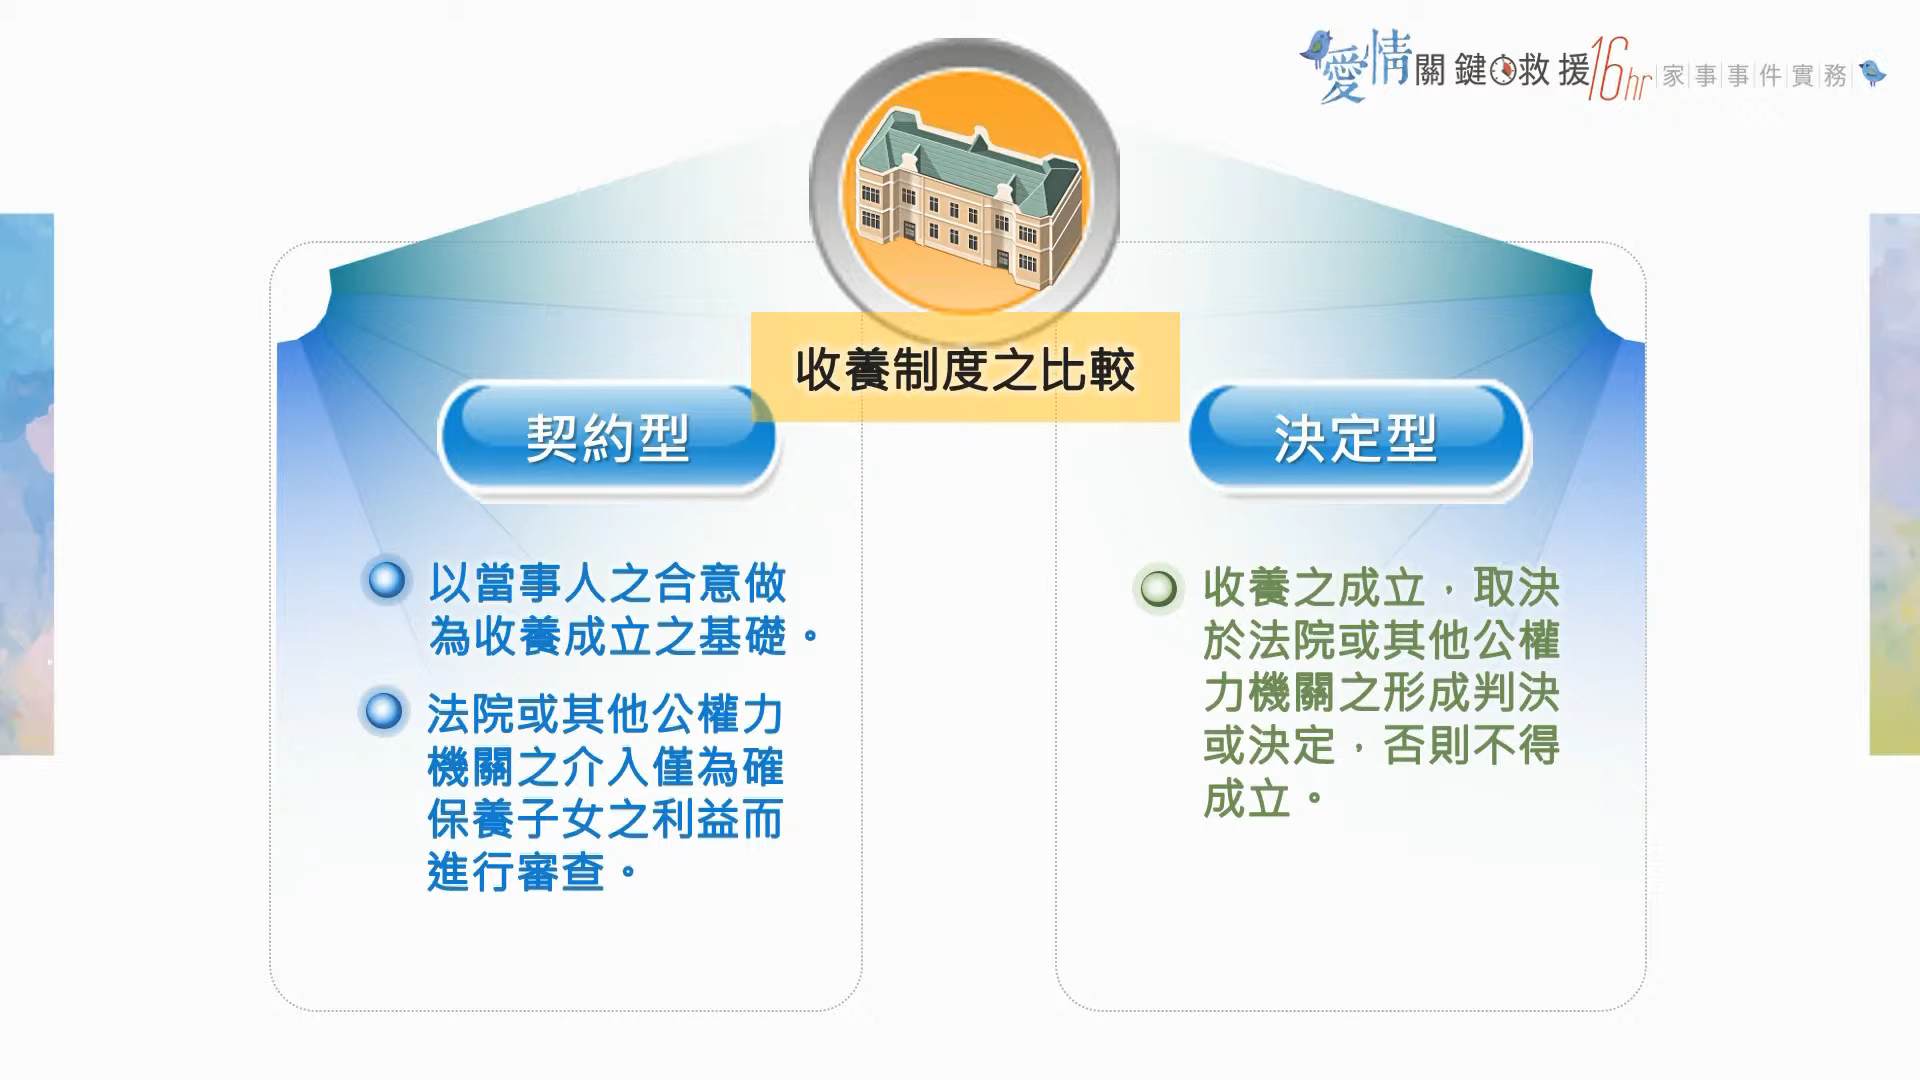 愛情關鍵救援16hr家事事件實務
收養制度之比較
契約型
以當事人之合意做
為收養成立之基礎。
法院或其他公權力
機關之介入僅為確
保養子女之利益而
進行審查。
決定型
收養之成立，取決
於法院或其他公權
力機關之形成判決
或決定，否則不得
成立。